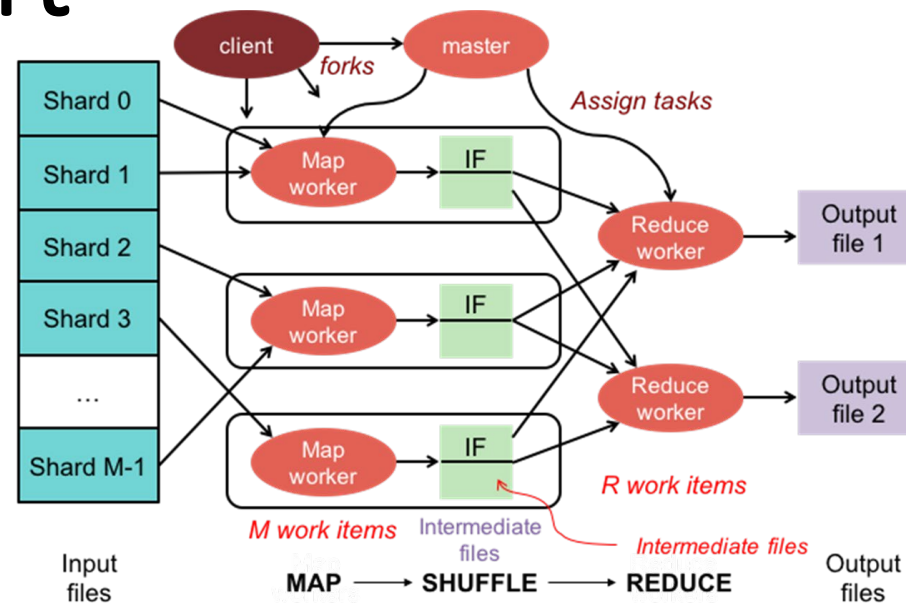 client
master
forks
Assign tasks
Shard 0
Shard 1
Shard 2
Shard 3
...
Shard M-1
Map
worker
IF
Map
worker
IF
Map
worker
IF
Reduce
worker
Reduce
worker
Output
file 1
Output
file 2
R work items
M work items
Intermediate
files
Intermediate files
Input
files
MAP
SHUFFLE
REDUCE
Output
files